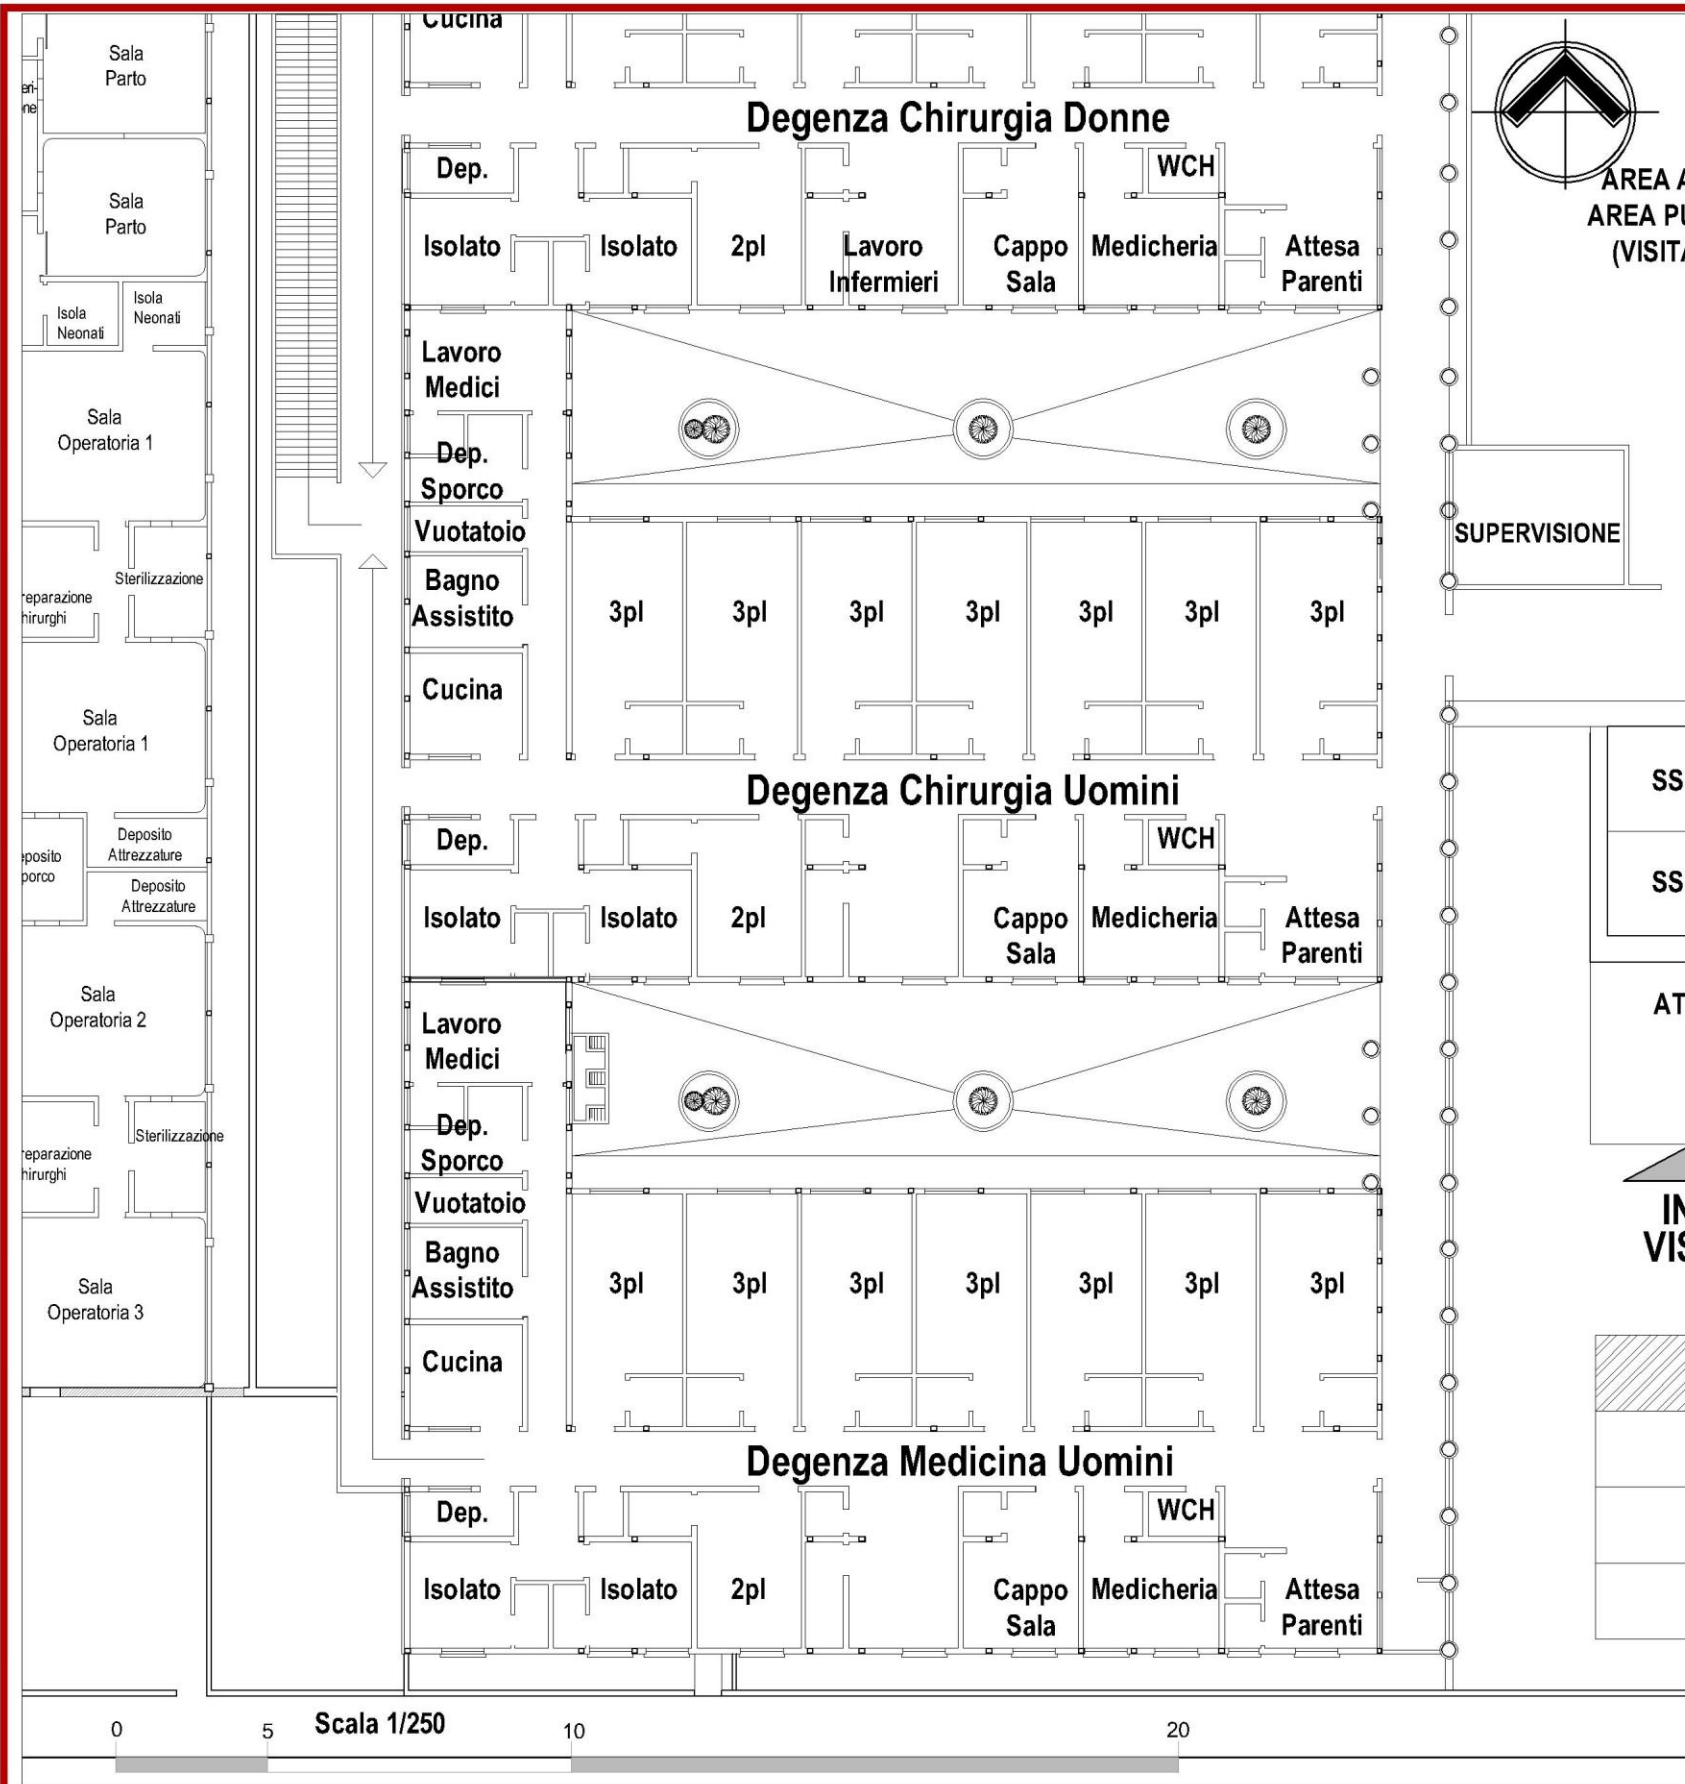 Cucina
Sala
Parto
Degenza Chirurgia Donne
Dep.
WCH
AREA
AREA
Sala
Parto
Isolato
Isolato
2pl
Lavoro
Infermieri
Cappo
Sala
Medicheria
Attesa
Parenti
Isola
Neonati
Isola
Neonati
Lavoro
Medici
Sala
Operatoria 1
Dep.
Sporco
Vuotatoio
SUPERVISIONE
Sterilizzazione
Bagno
Assistito
3pl
3pl
3pl
3pl
3pl
3pl
3pl
Cucina
Sala
Operatoria 1
Degenza Chirurgia Uomini
SS
Dep.
WCH
Deposito
Attrezzature
Deposito
Attrezzature
SS
Isolato
Isolato
2pl
Cappo
Sala
Medicheria
Attesa
Parenti
Sala
Operatoria 2
Lavoro
Medici
AT
Dep.
Sporco
Sterilizzazione
Vuotatoio
Bagno
Assistito
3pl
3pl
3pl
3pl
3pl
3pl
3pl
Sala
Operatoria 3
Cucina
Degenza Medicina Uomini
Dep.
WCH
Isolato
Isolato
2pl
Cappo
Sala
Medicheria
Attesa
Parenti
Scala 1/250
0 5 10 20